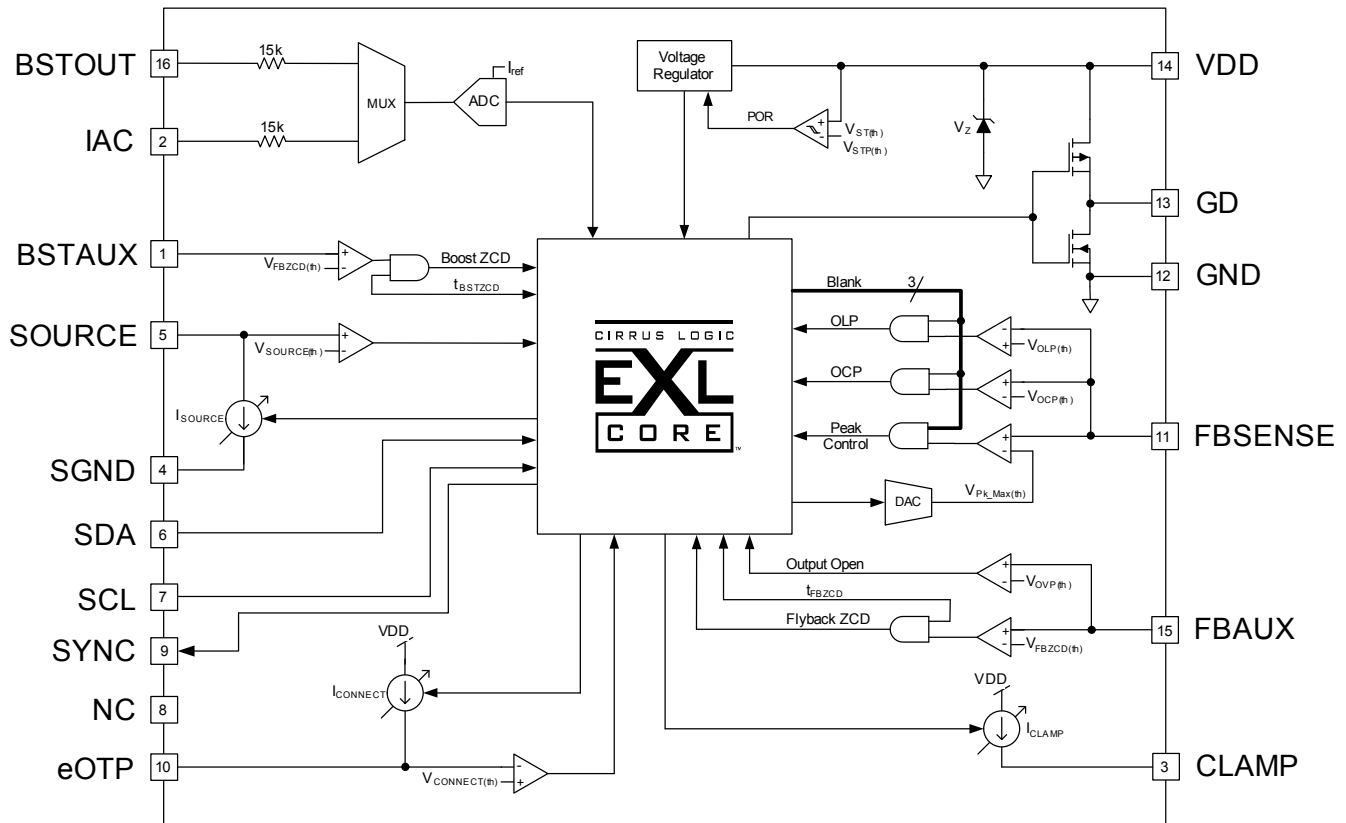 BSTOUT
16
15k
IAC
2
15k
MUX
ADC
Iref
Voltage
Regulator
POR
+
-
VST(th)
VSTP(th)
VZ
14
VDD
13
GD
12
GND
BSTAUX
1
VFBZCD(th)
+
-
Boost ZCD
tBSTZCD
SOURCE
5
VSOURCE(th)
+
-
ISOURCE
SGND
4
SDA
6
SCL
7
SYNC
9
NC
8
eOTP
10
VDD
ICONNECT
VCONNECT(th)
-
+
CIRRUS LOGIC
EXL
CORE
TM
Blank
3
OLP
-
+
VOLP(th)
OCP
+
-
VOCP(th)
Peak
Control
+
-
11
FBSENSE
DAC
VPk_Max(th)
Output Open
+
-
VOVP(th)
tFBZCD
Flyback ZCD
+
-
VFBZCD(th)
15
FBAUX
VDD
ICLAMP
3
CLAMP